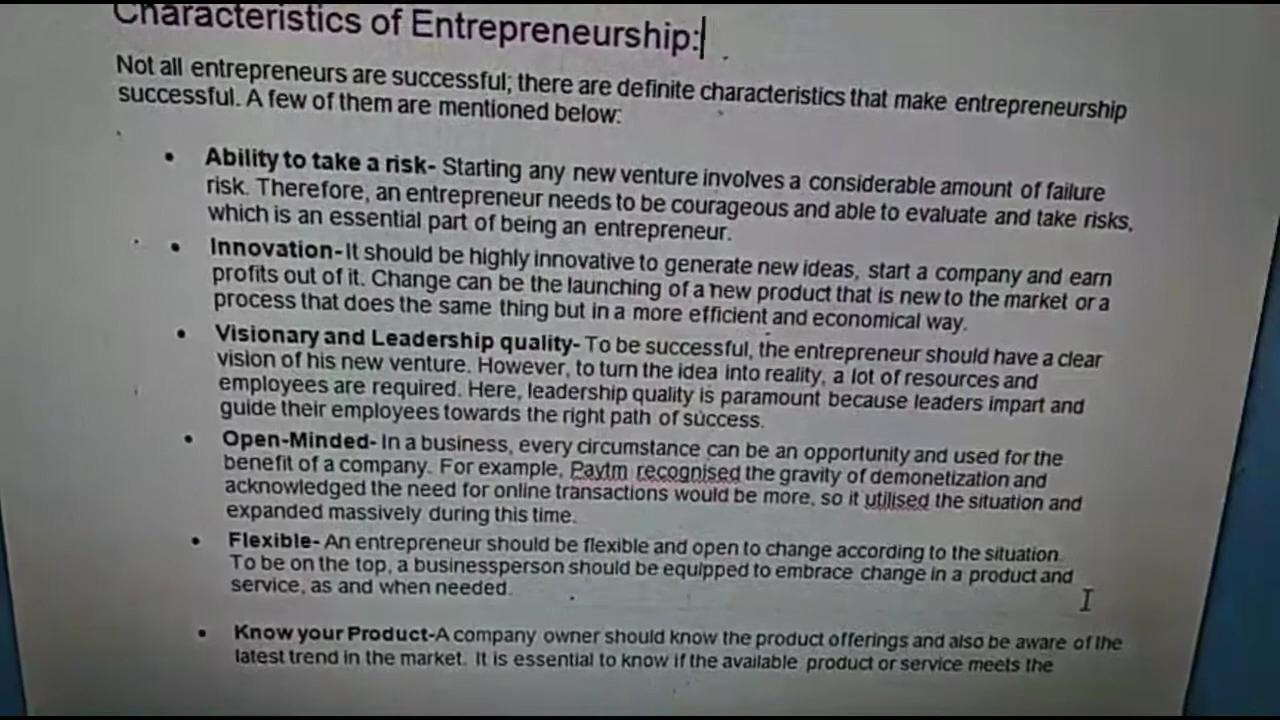 Characteristics of Entrepreneurship:
Not all entrepreneurs are successful; there are definite characteristics that make entrepreneurship
successful. A few of them are mentioned below:
• Ability to take a risk- Starting any new venture involves a considerable amount of failure
risk. Therefore, an entrepreneur needs to be courageous and able to evaluate and take risks,
which is an essential part of being an entrepreneur.
• Innovation-It should be highly innovative to generate new ideas, start a company and earn
profits out of it. Change can be the launching of a new product that is new to the market or a
process that does the same thing but in a more efficient and economical way.
• Visionary and Leadership quality- To be successful, the entrepreneur should have a clear
vision of his new venture. However, to turn the idea into reality, a lot of resources and
employees are required. Here, leadership quality is paramount because leaders impart and
guide their employees towards the right path of success.
• Open-Minded- In a business, every circumstance can be an opportunity and used for the
benefit of a company. For example, Paytm recognised the gravity of demonetization and
acknowledged the need for online transactions would be more, so it utilised the situation and
expanded massively during this time.
• Flexible- An entrepreneur should be flexible and open to change according to the situation.
To be on the top, a businessperson should be equipped to embrace change in a product and
service, as and when needed.
• Know your Product-A company owner should know the product offerings and also be aware of the
latest trend in the market. It is essential to know if the available product or service meets the